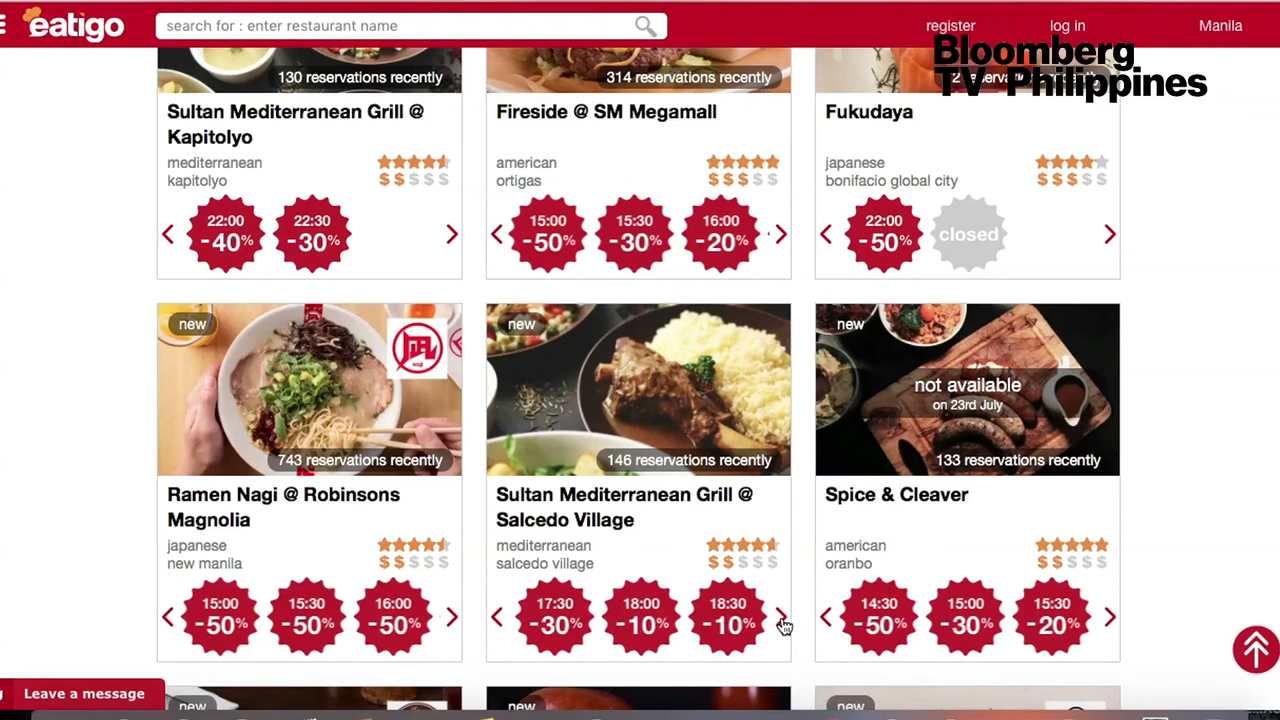 eatigo
search for : enter restaurant name
register
log in
Manila
Bloomberg
TV Philippines
130 reservations recently
314 reservations recently
Sultan Mediterranean Grill @
Kapitolyo
mediterranean
kapitolyo
22:00
-40%
22:30
-30%
Fireside @ SM Megamall
american
ortigas
15:00
-50%
15:30
-30%
16:00
-20%
Fukudaya
japanese
bonifacio global city
22:00
-50%
closed
new
743 reservations recently
Ramen Nagi @ Robinsons
Magnolia
japanese
new manila
15:00
-50%
15:30
-50%
16:00
-50%
new
146 reservations recently
Sultan Mediterranean Grill @
Salcedo Village
mediterranean
salcedo village
17:30
-30%
18:00
-10%
18:30
-10%
new
not available
on 23rd July
133 reservations recently
Spice & Cleaver
american
oranbo
14:30
-50%
15:00
-30%
15:30
-20%
Leave a message
new
new
new